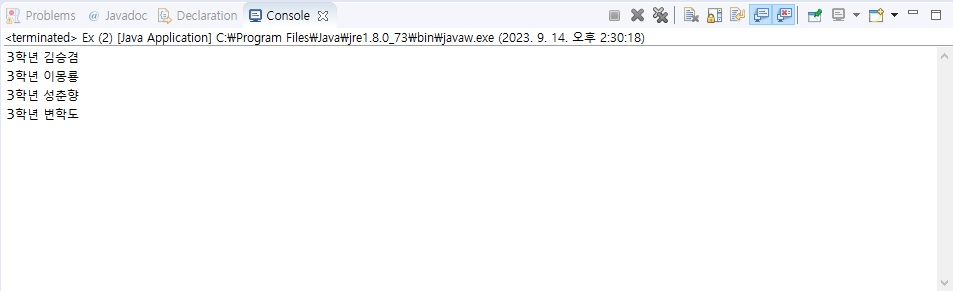 Problems @ Javadoc Declaration Console
<terminated> Ex (2) [Java Application] C:₩Program Files₩Java₩jre1.8.0_73₩bin₩javaw.exe (2023. 9. 14. 오후 2:30:18)
3학년 김승겸
3학년 이몽룡
3학년 성춘향
3학년 변학도